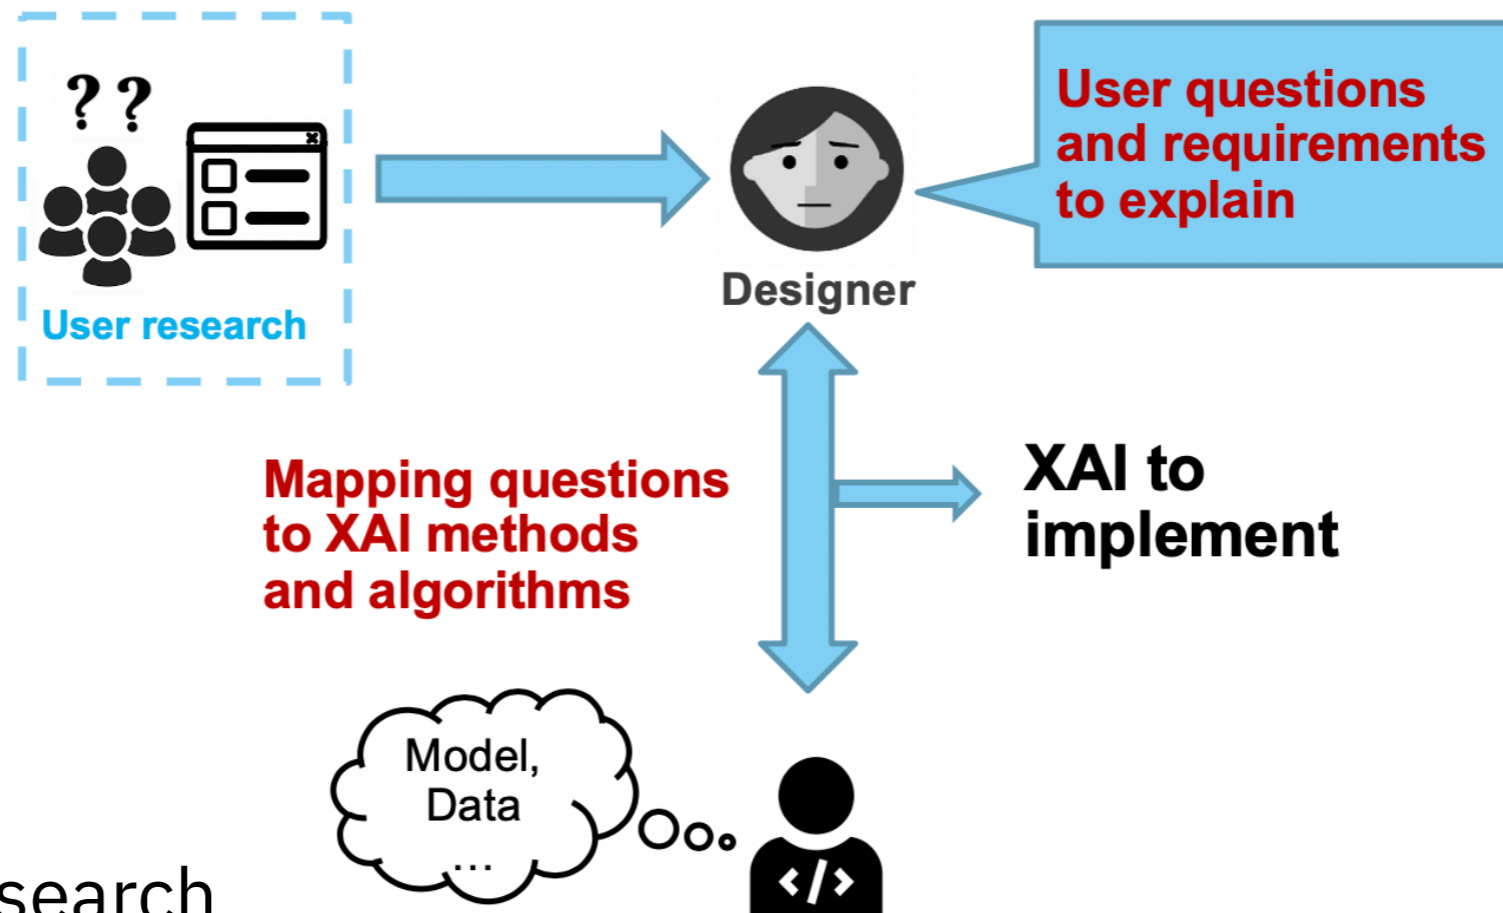 ? ?
User research
Designer
User questions
and requirements
to explain
Mapping questions
to XAI methods
and algorithms
XAI to
implement
Model,
Data
...
</>
search